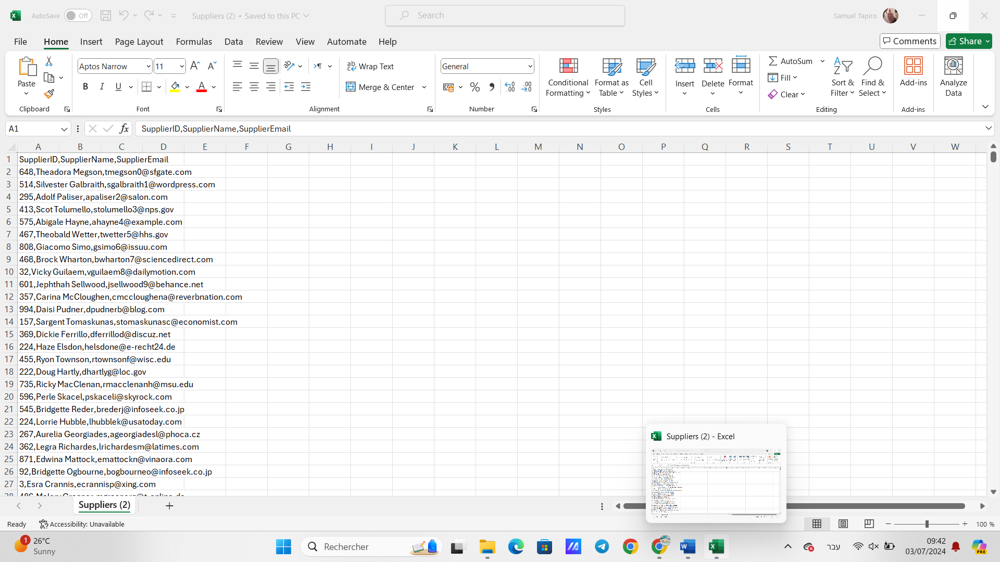 AutoSave Off Suppliers (2) • Saved to this PC Search Samuel Tapiro
File Home Insert Page Layout Formulas Data Review View Automate Help Comments Share
Paste Aptos Narrow 11 Wrap Text General Conditional Formatting Format as Table Cell Styles Insert Delete Format AutoSum Sort & Filter Find & Select Add-ins Analyze Data
B I U Merge & Center Fill
Clear
Clipboard Font Alignment Number Styles Cells Editing Add-ins
A1 fx SupplierID,SupplierName,SupplierEmail
A B C D E F G H I J K L M N O P Q R S T U V W
1 SupplierID,SupplierName,SupplierEmail
2 648,Theadora Megson,tmegson0@sfgate.com
3 514,Silvester Galbraith,sgalbraith1@wordpress.com
4 295,Adolf Paliser,apaliser2@salon.com
5 413,Scot Tolumello,stolumello3@nps.gov
6 575,Abigale Hayne,ahayne4@example.com
7 467,Theobald Wetter,twetter5@hhs.gov
8 808,Giacomo Simo,gsimo6@issuu.com
9 468,Brock Wharton,bwharton7@sciencedirect.com
10 32,Vicky Guilaem,vguilaem8@dailymotion.com
11 601,Jephthah Sellwood,jsellwood9@behance.net
12 357,Carina McCloughen,cmccloughena@reverbnation.com
13 994,Daisi Pudner,dpudnerb@blog.com
14 157,Sargent Tomaskunas,stomaskunasc@economist.com
15 369,Dickie Ferrillo,dferrillod@discuz.net
16 224,Haze Elsdon,helsdone@e-recht24.de
17 455,Ryon Townson,rtownsonf@wisc.edu
18 222,Doug Hartly,dhartlyg@loc.gov
19 735,Ricky MacClenan,rmacclenanh@msu.edu
20 596,Perle Skacel,pskaceli@skyrock.com
21 545,Bridgette Reder,brederj@infoseek.co.jp
22 224,Lorrie Hubble,lhubblek@usatoday.com
23 267,Aurelia Georgiades,ageorgiadesl@phoca.cz
24 362,Legra Richardes,lrichardesm@latimes.com
25 871,Edwina Mattock,emattockn@vinaora.com
26 92,Bridgette Ogbourne,bogbourneo@infoseek.co.jp
27 3,Esra Crannis,ecrannisp@xing.com
Suppliers (2) - Excel
Suppliers (2)
Ready Accessibility: Unavailable 100 %
1 26°C Sunny Rechercher עבר 09:42
03/07/2024 PRE